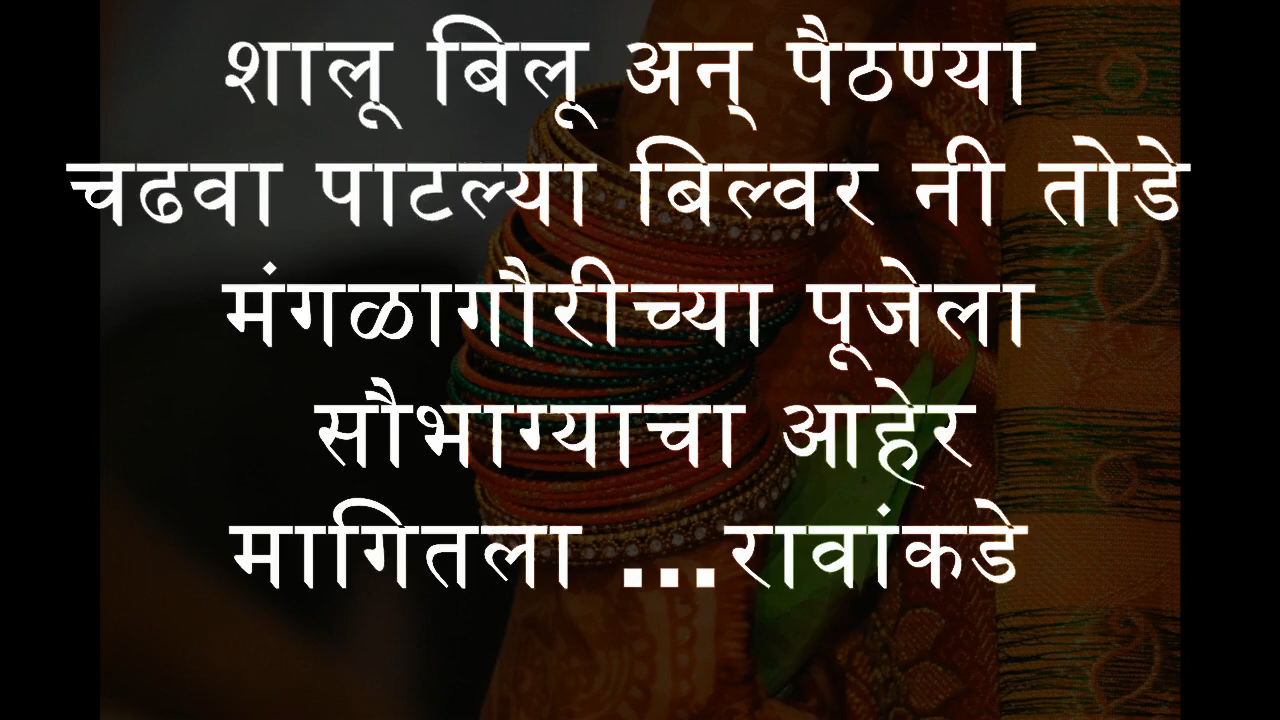 शालू बिलू अन् पैठण्या
चढवा पाटल्या बिल्वर नी तोडे
मंगळागौरीच्या पूजेला
सौभाग्याचा आहेर
मागितला ...रावांकडे